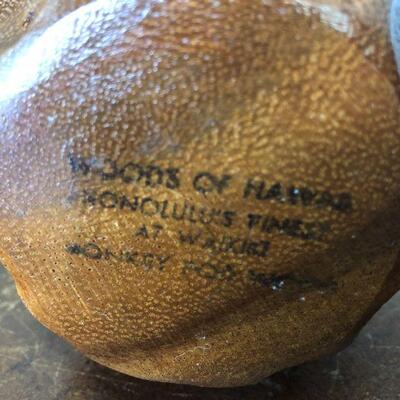 WOODS OF HAWAII
HONOLULU'S FINEST
AT WAIKIKI
MONKEY POD